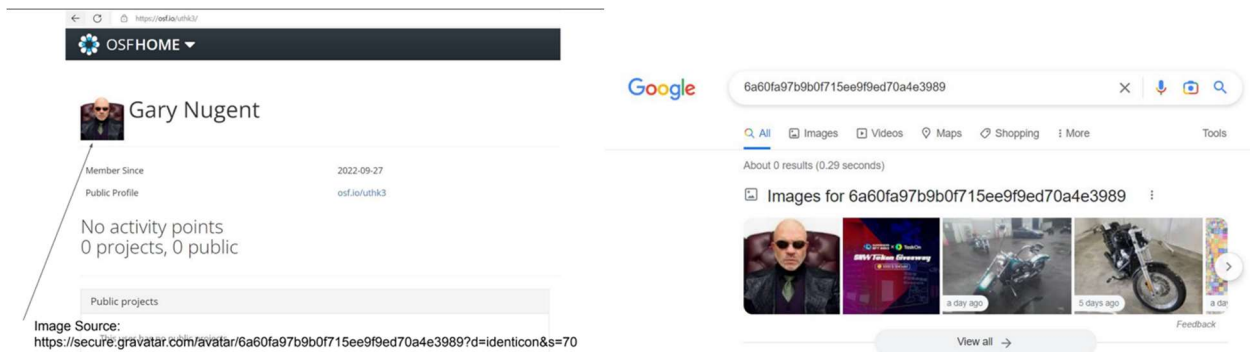 https://osf.io/uthk3/
OSFHOME
Gary Nugent
Member Since 2022-09-27
Public Profile osf.io/uthk3
No activity points
0 projects, 0 public
Public projects
Image Source:
https://secure.gravatar.com/avatar/6a60fa97b9b0f715ee9f9ed70a4e3989?d=identicon&s=70
Google
6a60fa97b9b0f715ee9f9ed70a4e3989
All Images Videos Maps Shopping More Tools
About 0 results (0.29 seconds)
Images for 6a60fa97b9b0f715ee9f9ed70a4e3989
TaskOn
Token Giveaway
a day ago
5 days ago
a day
Feedback
View all